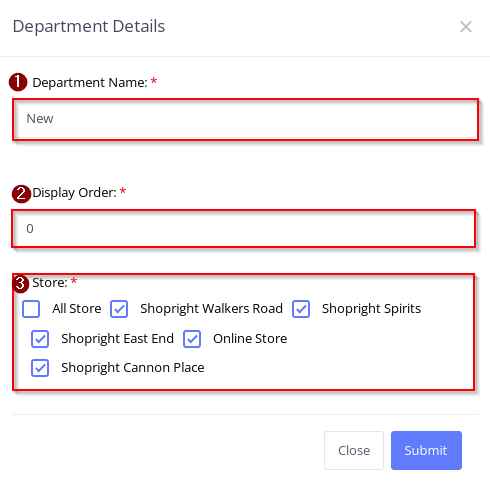 Department Details ×
1 Department Name: *
New
2 Display Order: *
0
3 Store: *
All Store Shopright Walkers Road Shopright Spirits
Shopright East End Online Store
Shopright Cannon Place
Close Submit